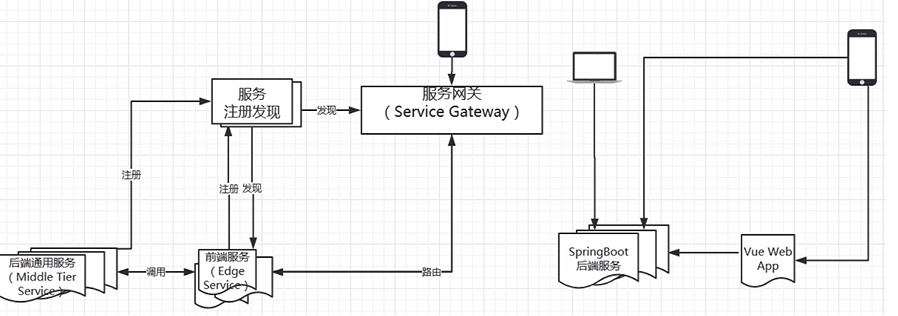 服务
注册发现
发现
服务网关
（Service Gateway）
注册
注册
发现
后端通用服务
（Middle Tier
Service）
调用
前端服务
（Edge
Service）
路由
SpringBoot
后端服务
Vue Web
App